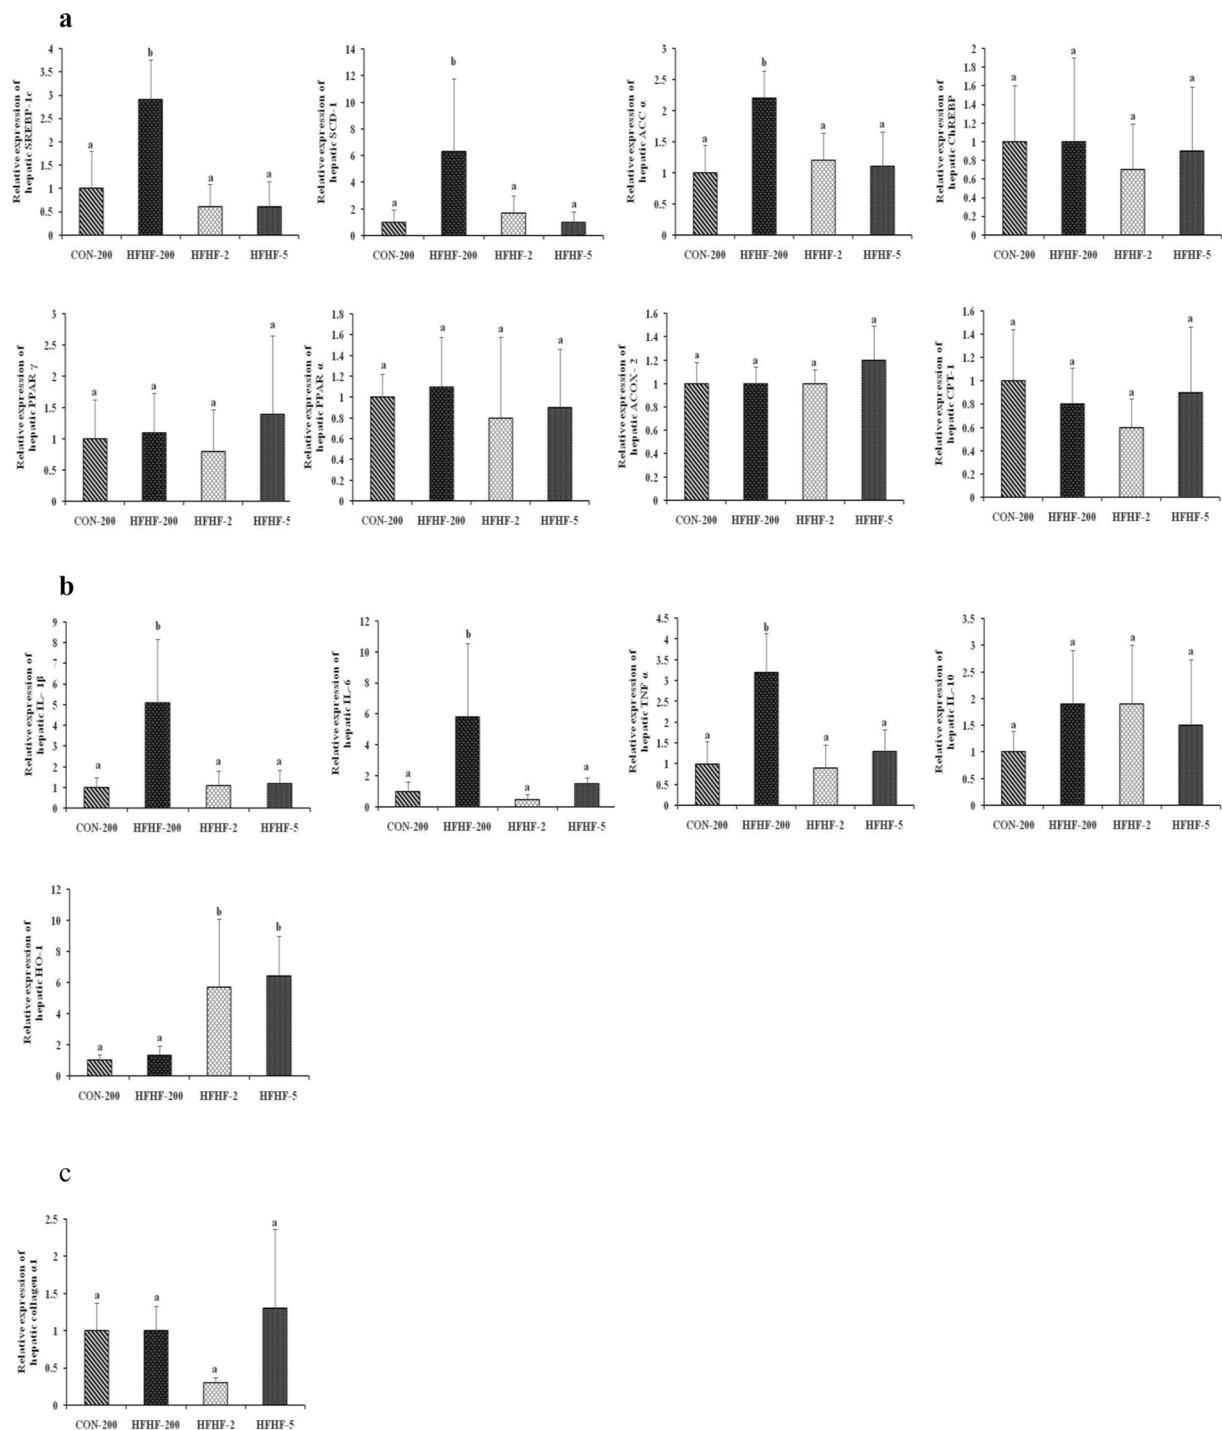 a
Relative expression of
hepatic SREBP-1c
4
3.5
3
2.5
2
1.5
1
0.5
0
a
b
a
a
CON-200 HFHF-200 HFHF-2 HFHF-5
Relative expression of
hepatic SCD-1
14
12
10
8
6
4
2
0
a
b
a
a
CON-200 HFHF-200 HFHF-2 HFHF-5
Relative expression of
hepatic ACC α
3
2.5
2
1.5
1
0.5
0
a
b
a
a
CON-200 HFHF-200 HFHF-2 HFHF-5
Relative expression of
hepatic ChREBP
2
1.8
1.6
1.4
1.2
1
0.8
0.6
0.4
0.2
0
a
a
a
a
CON-200 HFHF-200 HFHF-2 HFHF-5
Relative expression of
hepatic PPAR γ
3
2.5
2
1.5
1
0.5
0
a
a
a
a
CON-200 HFHF-200 HFHF-2 HFHF-5
Relative expression of
hepatic PPAR α
1.8
1.6
1.4
1.2
1
0.8
0.6
0.4
0.2
0
a
a
a
a
CON-200 HFHF-200 HFHF-2 HFHF-5
Relative expression of
hepatic ACOX- 2
1.6
1.4
1.2
1
0.8
0.6
0.4
0.2
0
a
a
a
a
CON-200 HFHF-200 HFHF-2 HFHF-5
Relative expression of
hepatic CPT-1
1.6
1.4
1.2
1
0.8
0.6
0.4
0.2
0
a
a
a
a
CON-200 HFHF-200 HFHF-2 HFHF-5
b
Relative expression of
hepatic IL- 1β
9
8
7
6
5
4
3
2
1
0
a
b
a
a
CON-200 HFHF-200 HFHF-2 HFHF-5
Relative expression of
hepatic IL-6
12
10
8
6
4
2
0
a
b
a
a
CON-200 HFHF-200 HFHF-2 HFHF-5
Relative expression of
hepatic TNF α
4.5
4
3.5
3
2.5
2
1.5
1
0.5
0
a
b
a
a
CON-200 HFHF-200 HFHF-2 HFHF-5
Relative expression of
hepatic IL-10
3.5
3
2.5
2
1.5
1
0.5
0
a
a
a
a
CON-200 HFHF-200 HFHF-2 HFHF-5
Relative expression of
hepatic HO-1
12
10
8
6
4
2
0
a
a
b
b
CON-200 HFHF-200 HFHF-2 HFHF-5
c
Relative expression of
hepatic collagen α1
2.5
2
1.5
1
0.5
0
a
a
a
a
CON-200 HFHF-200 HFHF-2 HFHF-5